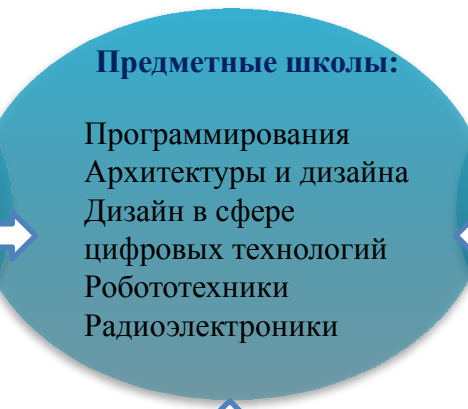 Предметные школы:
Программирования
Архитектуры и дизайна
Дизайн в сфере
цифровых технологий
Робототехники
Радиоэлектроники